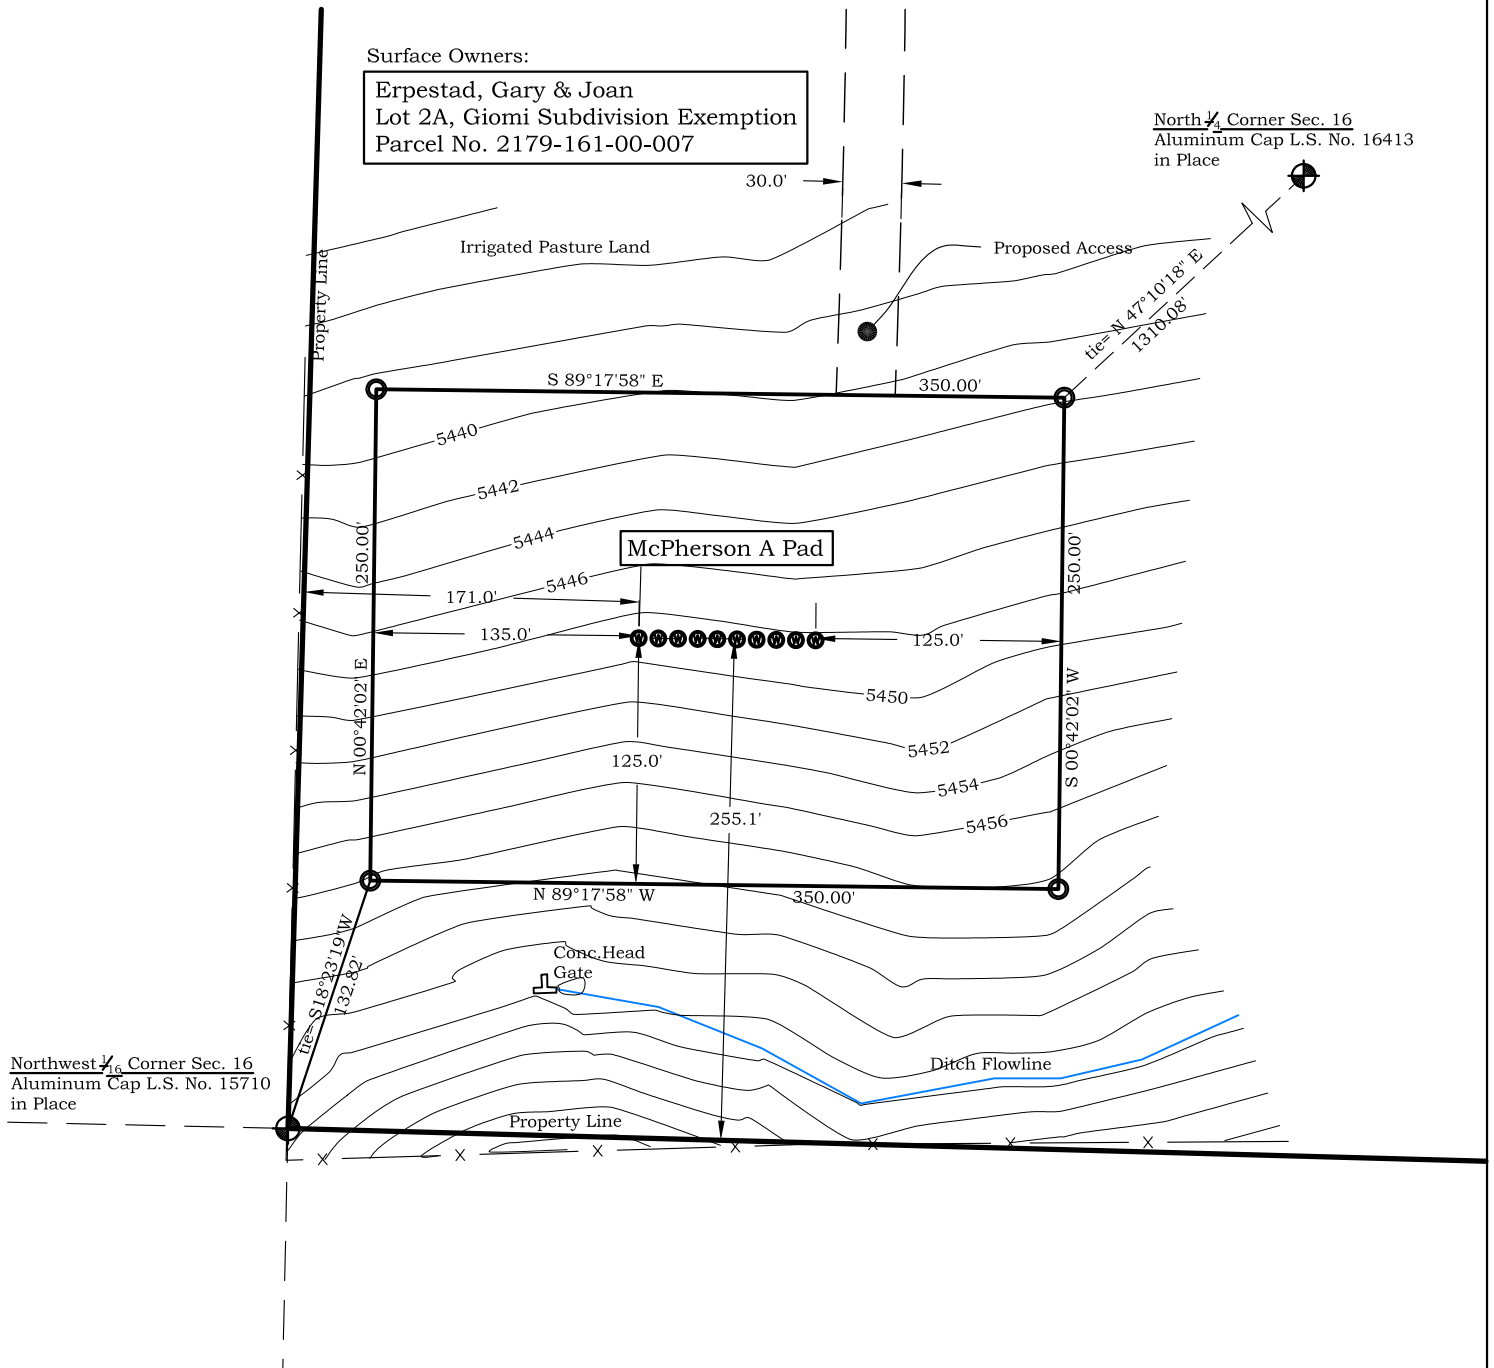 Surface Owners:
Erpestad, Gary & Joan
Lot 2A, Giomi Subdivision Exemption
Parcel No. 2179-161-00-007
North 1/4 Corner Sec. 16
Aluminum Cap L.S. No. 16413
in Place
30.0'
Irrigated Pasture Land
Proposed Access
Property Line
tie= N 47°10'18" E
1310.08'
S 89°17'58" E
350.00'
5440
5442
5444
5446
McPherson A Pad
250.00'
250.00'
171.0'
135.0'
W W W W W W W W W W
125.0'
N 00°42'02" E
S 00°42'02" W
5450
5452
5454
5456
125.0'
255.1'
N 89°17'58" W
350.00'
tie= S18°23'19"W
132.82'
Conc.Head
Gate
Ditch Flowline
Northwest 1/16 Corner Sec. 16
Aluminum Cap L.S. No. 15710
in Place
Property Line